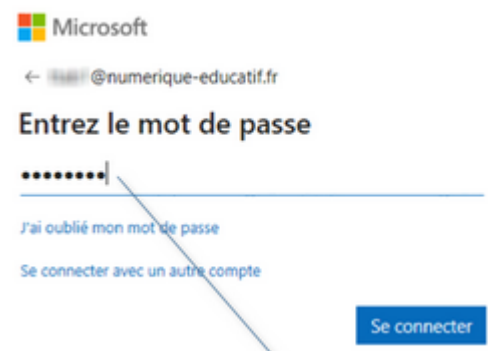 Microsoft
← @numerique-educatif.fr
Entrez le mot de passe
••••••••
J'ai oublié mon mot de passe
Se connecter avec un autre compte
Se connecter